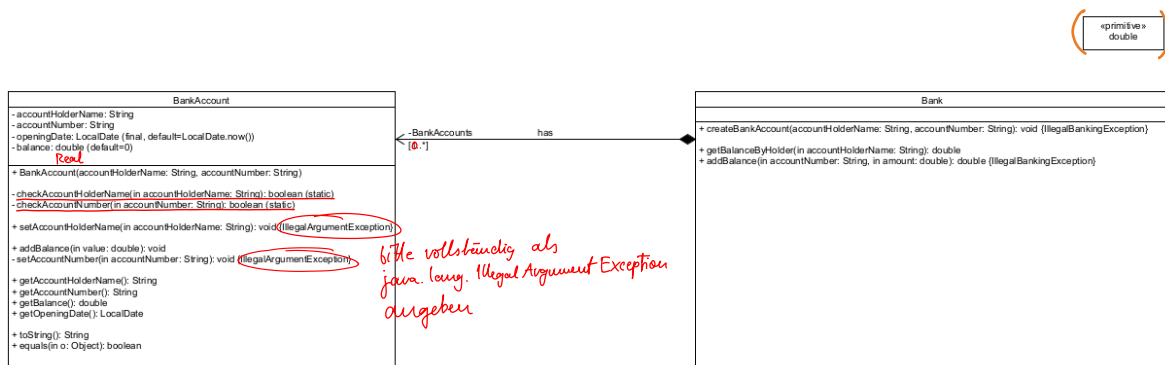 «primitive»
double
BankAccount
- accountHolderName: String
- accountNumber: String
- openingDate: LocalDate (final, default=LocalDate.now())
- balance: double (default=0)
Real
+ BankAccount(accountHolderName: String, accountNumber: String)
- checkAccountHolderName(in accountHolderName: String): boolean (static)
- checkAccountNumber(in accountNumber: String): boolean (static)
+ setAccountHolderName(in accountHolderName: String): void {IllegalArgumentException}
+ addBalance(in value: double): void
- setAccountNumber(in accountNumber: String): void {IllegalArgumentException}
+ getAccountHolderName(): String
+ getAccountNumber(): String
+ getBalance(): double
+ getOpeningDate(): LocalDate
+ toString(): String
+ equals(in o: Object): boolean
-BankAccounts has
[0..*]
bitte vollständig als
java.lang.IllegalArgumentException
angeben
Bank
+ createBankAccount(accountHolderName: String, accountNumber: String): void {IllegalBankingException}
+ getBalanceByHolder(in accountHolderName: String): double
+ addBalance(in accountNumber: String, in amount: double): double {IllegalBankingException}